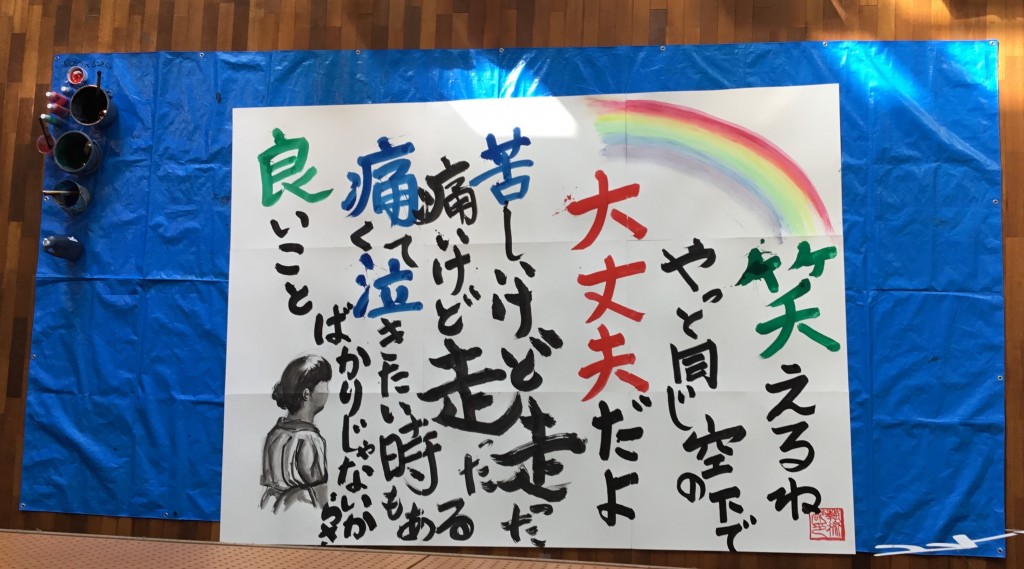 良いことばかりじゃないからさ
痛くて泣きたい時もある
痛いけど走った
苦しいけど走った
大丈夫だよ
やっと同じ空の下で
笑えるね